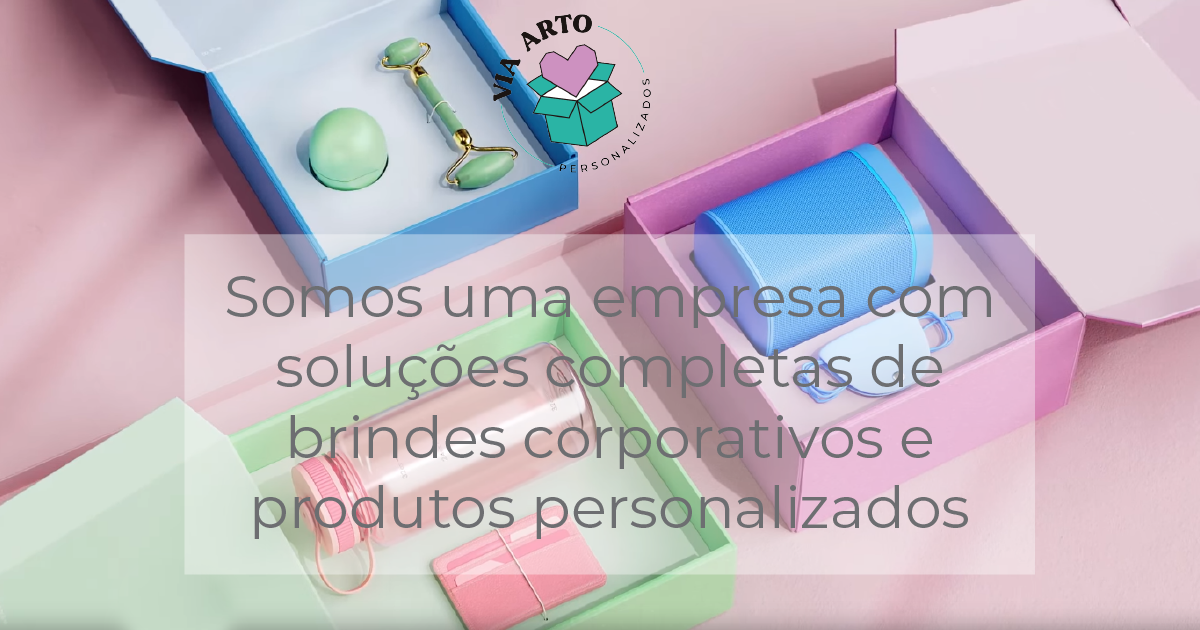 VIA ARTO
PERSONALIZADOS
Somos uma empresa com
soluções completas de
brindes corporativos e
produtos personalizados